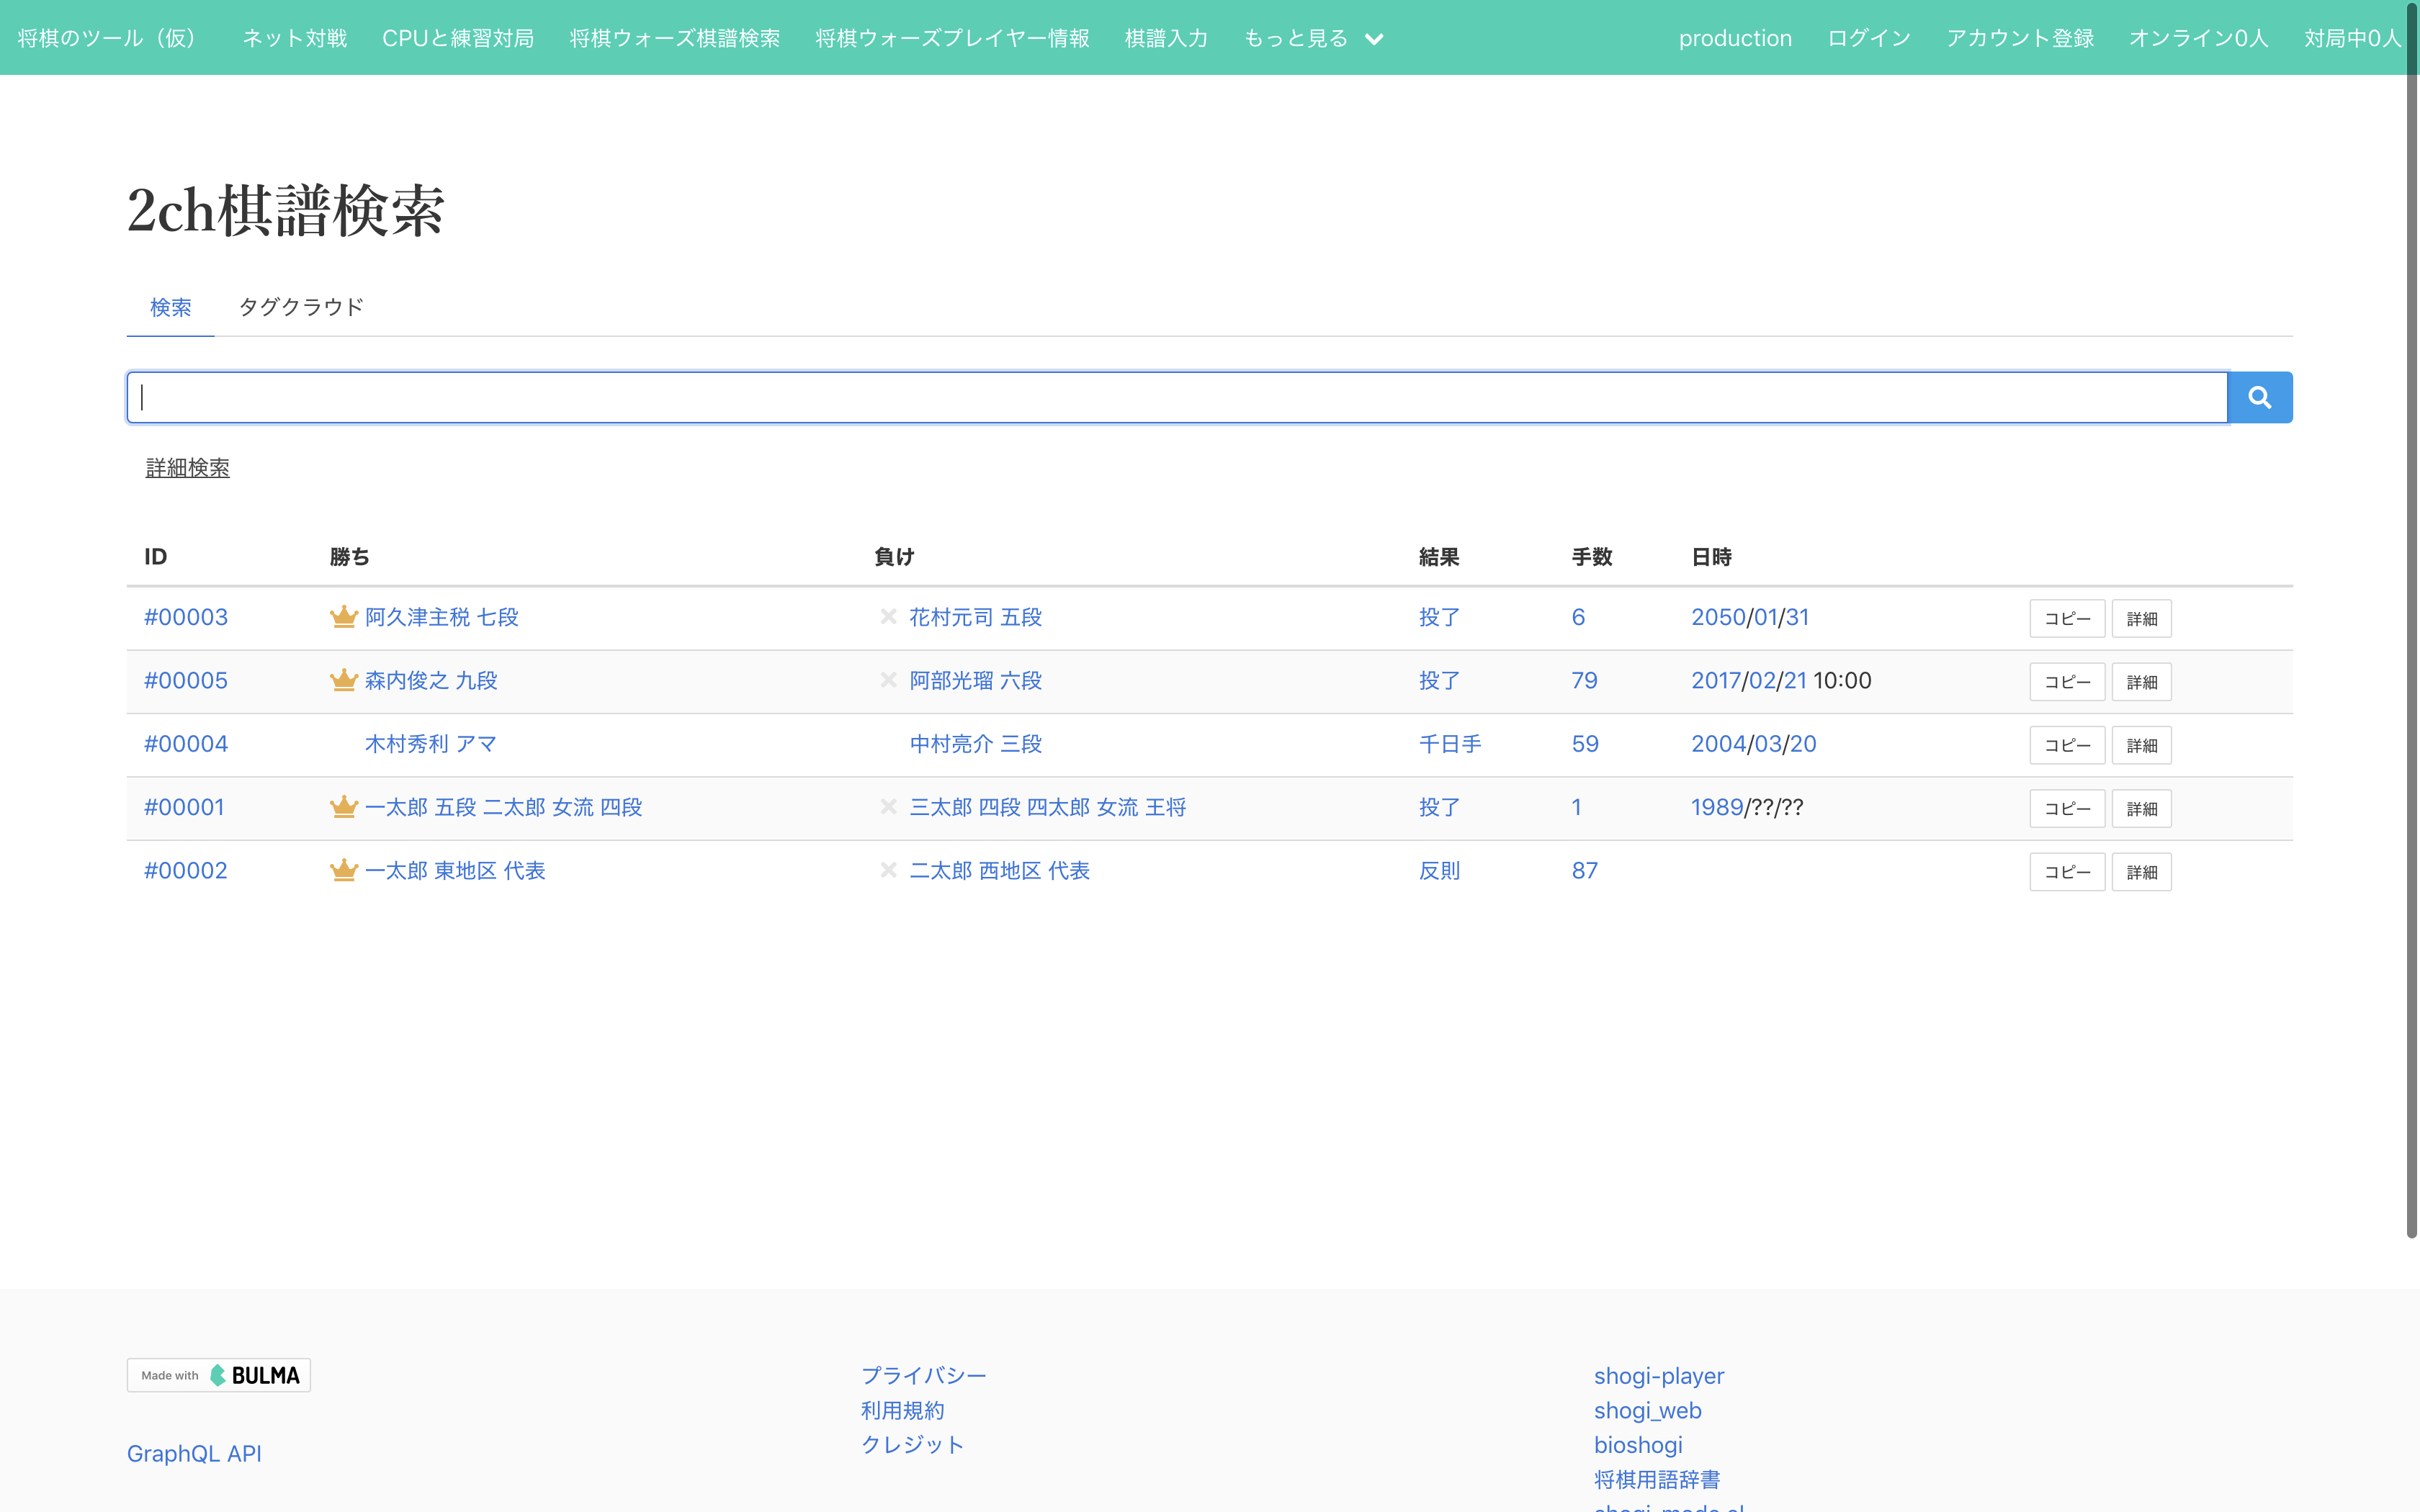 将棋のツール（仮） ネット対戦 CPUと練習対局 将棋ウォーズ棋譜検索 将棋ウォーズプレイヤー情報 棋譜入力 もっと見る production ログイン アカウント登録 オンライン0人 対局中0人
2ch棋譜検索
検索 タグクラウド
詳細検索
ID 勝ち 負け 結果 手数 日時
#00003 阿久津主税 七段 花村元司 五段 投了 6 2050/01/31 コピー 詳細
#00005 森内俊之 九段 阿部光瑠 六段 投了 79 2017/02/21 10:00 コピー 詳細
#00004 木村秀利 アマ 中村亮介 三段 千日手 59 2004/03/20 コピー 詳細
#00001 一太郎 五段 二太郎 女流 四段 三太郎 四段 四太郎 女流 王将 投了 1 1989/??/?? コピー 詳細
#00002 一太郎 東地区 代表 二太郎 西地区 代表 反則 87 コピー 詳細
Made with BULMA
GraphQL API
プライバシー
利用規約
クレジット
shogi-player
shogi_web
bioshogi
将棋用語辞書